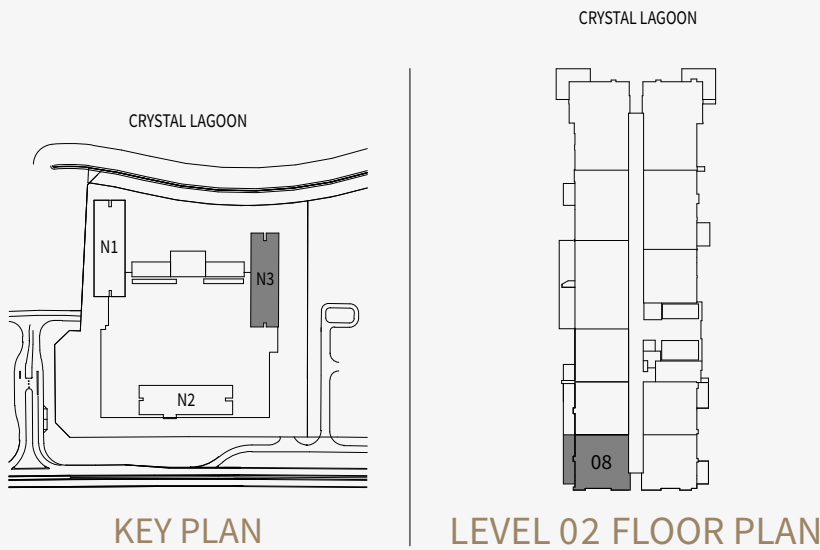 CRYSTAL LAGOON
CRYSTAL LAGOON
N1
N3
N2
08
KEY PLAN
LEVEL 02 FLOOR PLAN